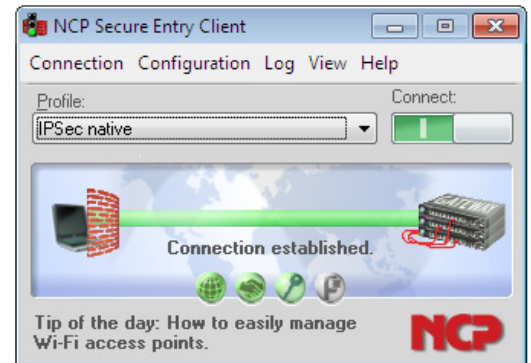 NCP Secure Entry Client
Connection Configuration Log View Help
Profile: Connect:
IPSec native
Connection established.
Tip of the day: How to easily manage
Wi-Fi access points.
NCP